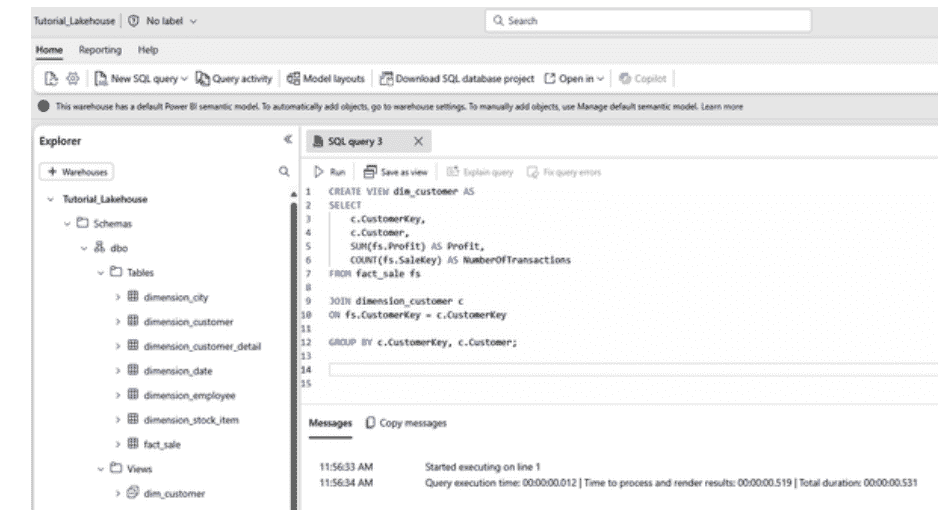 Tutorial_Lakehouse | No label
Search
Home Reporting Help
New SQL query Query activity Model layouts Download SQL database project Open in Copilot
This warehouse has a default Power BI semantic model. To automatically add objects, go to warehouse settings. To manually add objects, use Manage default semantic model. Learn more
Explorer
+ Warehouses
Tutorial_Lakehouse
Schemas
dbo
Tables
dimension_city
dimension_customer
dimension_customer_detail
dimension_date
dimension_employee
dimension_stock_item
fact_sale
Views
dim_customer
SQL query 3
Run Save as view Explain query Fix query errors
1 CREATE VIEW dim_customer AS
2 SELECT
3 c.CustomerKey,
4 c.Customer,
5 SUM(fs.Profit) AS Profit,
6 COUNT(fs.SaleKey) AS NumberOfTransactions
7 FROM fact_sale fs
8
9 JOIN dimension_customer c
10 ON fs.CustomerKey = c.CustomerKey
11
12 GROUP BY c.CustomerKey, c.Customer;
13
14
15
Messages Copy messages
11:56:33 AM Started executing on line 1
11:56:34 AM Query execution time: 00:00:00.012 | Time to process and render results: 00:00:00.519 | Total duration: 00:00:00.531